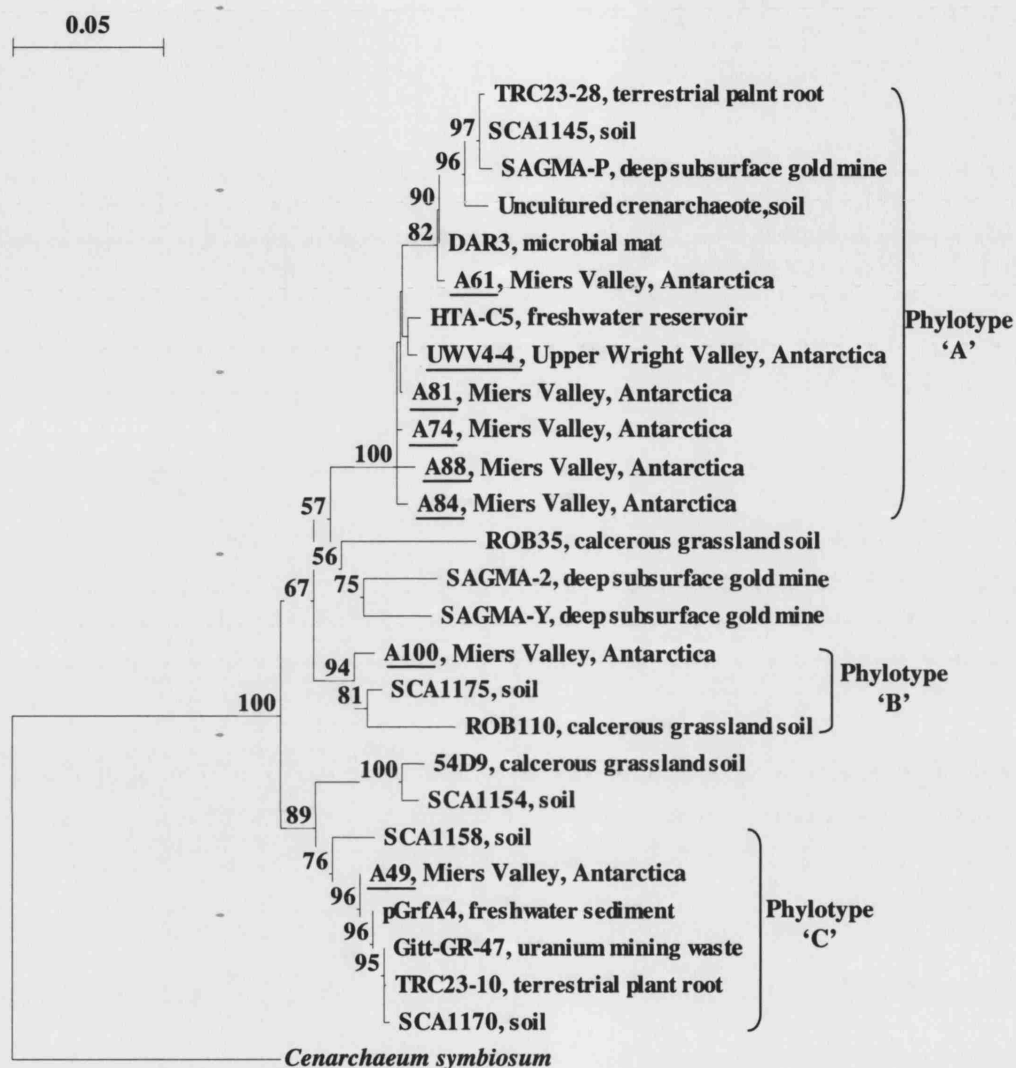 0.05
TRC23-28, terrestrial palnt root
97
SCA1145, soil
96
SAGMA-P, deep subsurface gold mine
90
Uncultured crenarchaeote,soil
82
DAR3, microbial mat
A61, Miers Valley, Antarctica
HTA-C5, freshwater reservoir
Phylotype
'A'
UWV4-4, Upper Wright Valley, Antarctica
A81, Miers Valley, Antarctica
A74, Miers Valley, Antarctica
100
A88, Miers Valley, Antarctica
A84, Miers Valley, Antarctica
57
ROB35, calcerous grassland soil
56
67
75
SAGMA-2, deep subsurface gold mine
SAGMA-Y, deep subsurface gold mine
A100, Miers Valley, Antarctica
94
Phylotype
'B'
81
SCA1175, soil
100
ROB110, calcerous grassland soil
100
54D9, calcerous grassland soil
SCA1154, soil
89
SCA1158, soil
76
A49, Miers Valley, Antarctica
96
pGrfA4, freshwater sediment
Phylotype
'C'
96
Gitt-GR-47, uranium mining waste
95
TRC23-10, terrestrial plant root
SCA1170, soil
Cenarchaeum symbiosum